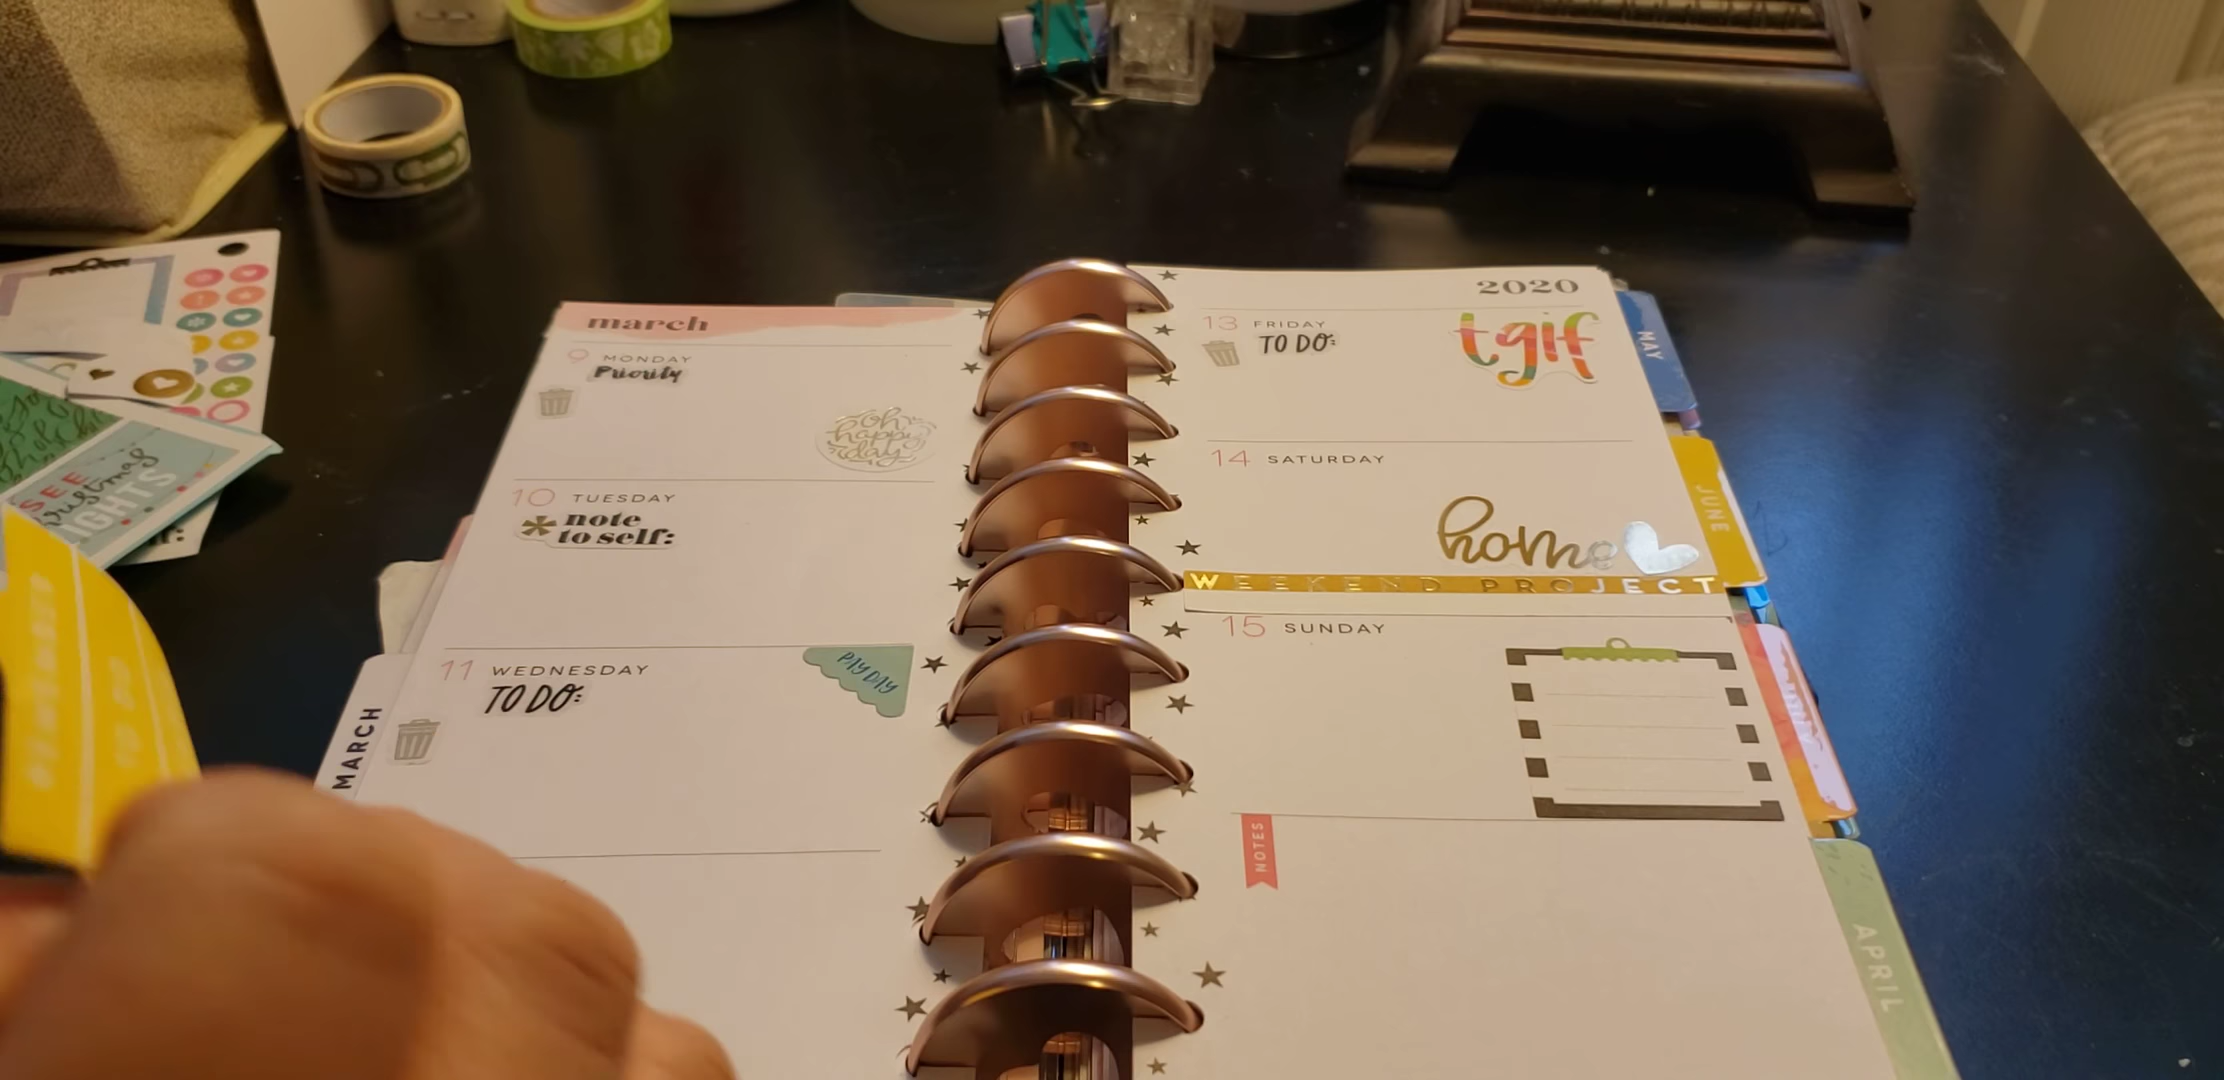 march
9 MONDAY
Priority
oh
happy
day
10 TUESDAY
* note
to self:
11 WEDNESDAY
TO DO:
PAY DAY
MARCH
2020
13 FRIDAY
TO DO:
tgif
14 SATURDAY
home
WEEKEND PROJECT
15 SUNDAY
NOTES
MAY
JUNE
APRIL
SEE
christmas
LIGHTS